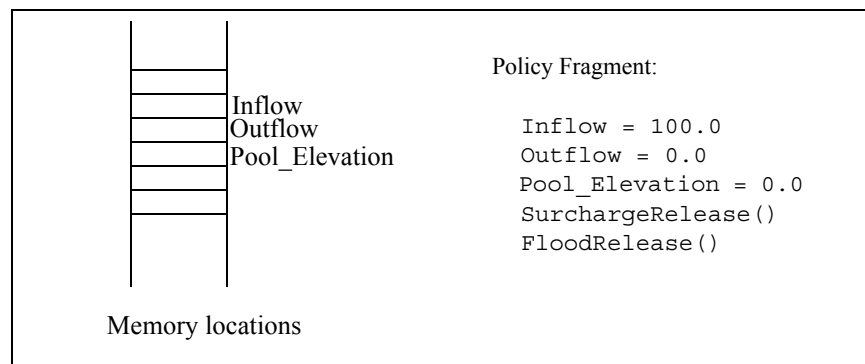 Inflow
Outflow
Pool_Elevation
Memory locations
Policy Fragment:
Inflow = 100.0
Outflow = 0.0
Pool_Elevation = 0.0
SurchargeRelease()
FloodRelease()